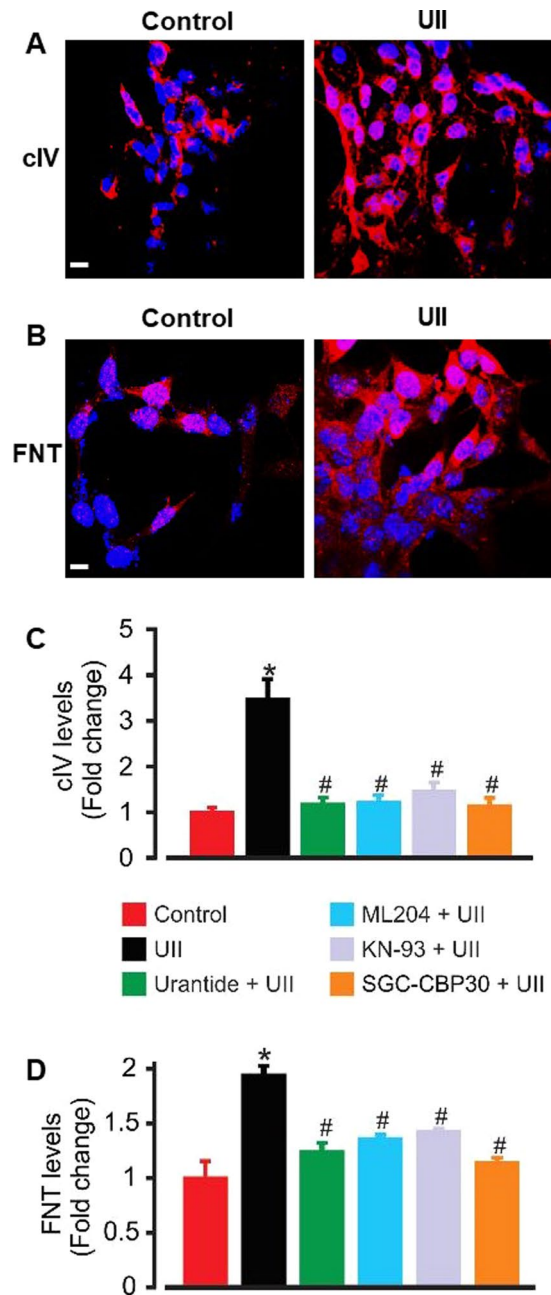 Control UII
A
cIV
Control UII
B
FNT
C
cIV levels
(Fold change)
5
4
3
2
1
0
*
# # # #
Control
UII
Urantide + UII
ML204 + UII
KN-93 + UII
SGC-CBP30 + UII
D
FNT levels
(Fold change)
2
1.5
1
0.5
0
*
# # # #